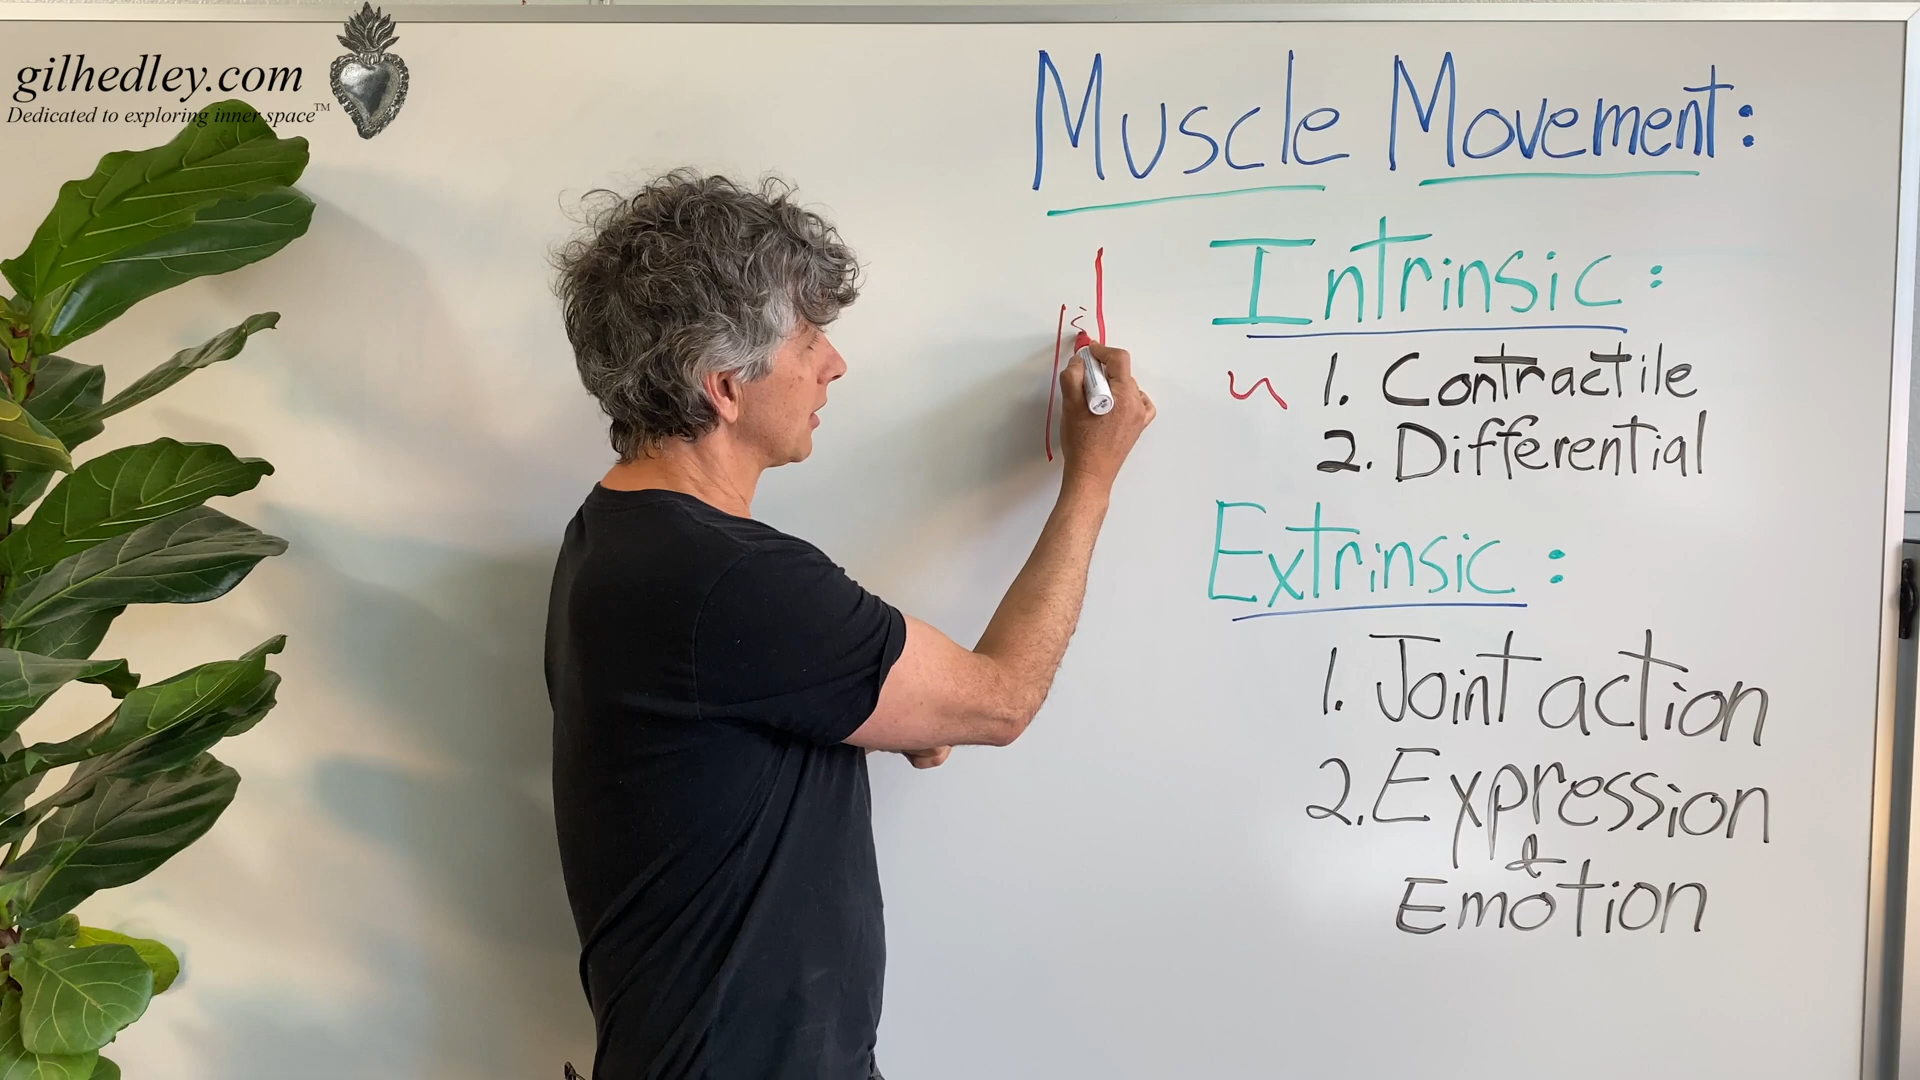 gilhedley.com
Dedicated to exploring inner space™
Muscle Movement:
Intrinsic:
1. Contractile
2. Differential
Extrinsic:
1. Joint action
2. Expression
&
Emotion